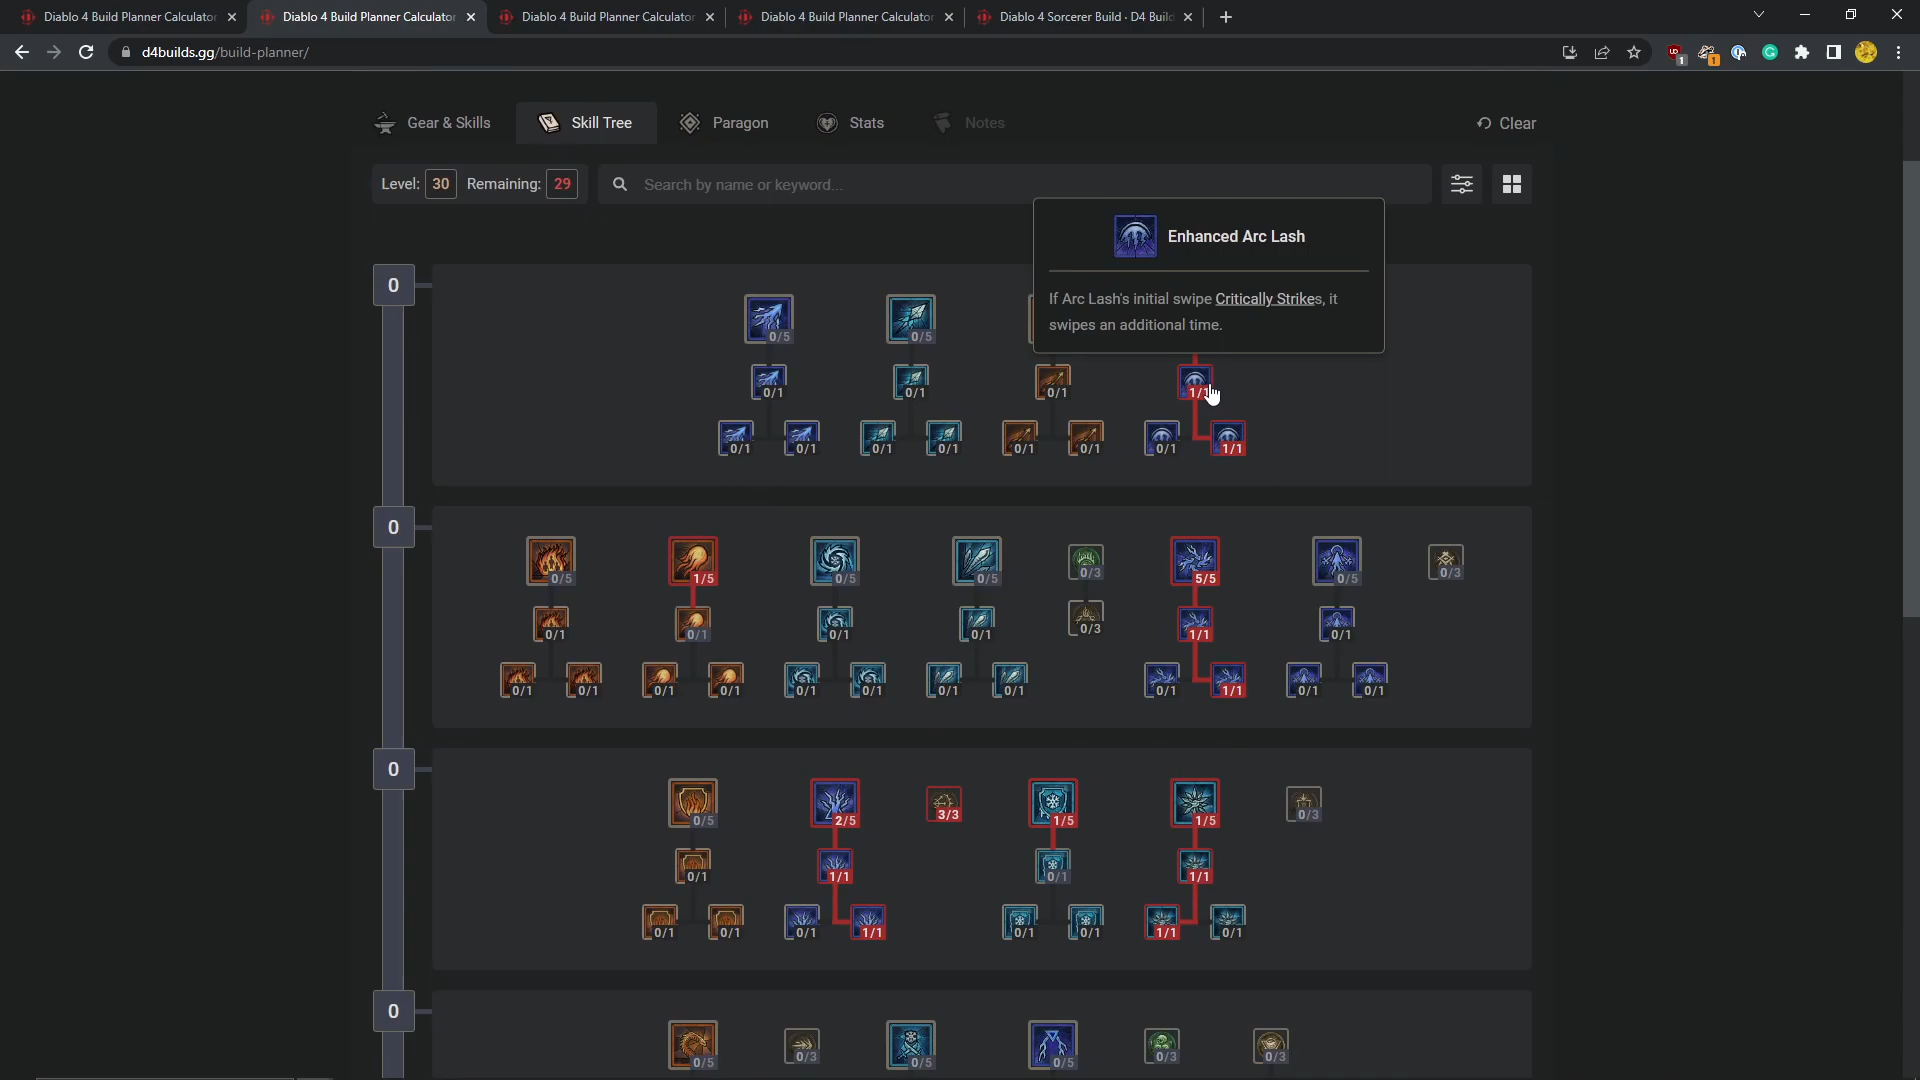 Diablo 4 Build Planner Calculator
Diablo 4 Build Planner Calculator
Diablo 4 Build Planner Calculator
Diablo 4 Build Planner Calculator
Diablo 4 Sorcerer Build · D4 Build
d4builds.gg/build-planner/
1
1
Gear & Skills
Skill Tree
Paragon
Stats
Notes
Clear
Level: 30 Remaining: 29
Search by name or keyword...
Enhanced Arc Lash
If Arc Lash's initial swipe Critically Strikes, it
swipes an additional time.
0
0/5 0/5
0/1 0/1 0/1 1/1
0/1 0/1 0/1 0/1 0/1 0/1 0/1 1/1
0
0/5 1/5 0/5 0/5 0/3 5/5 0/5 0/3
0/1 0/1 0/1 0/1 0/3 1/1 0/1
0/1 0/1 0/1 0/1 0/1 0/1 0/1 0/1 0/1 1/1 0/1 0/1
0
0/5 2/5 3/3 1/5 1/5 0/3
0/1 1/1 0/1 1/1
0/1 0/1 0/1 1/1 0/1 0/1 1/1 0/1
0
0/5 0/3 0/5 0/5 0/3 0/3